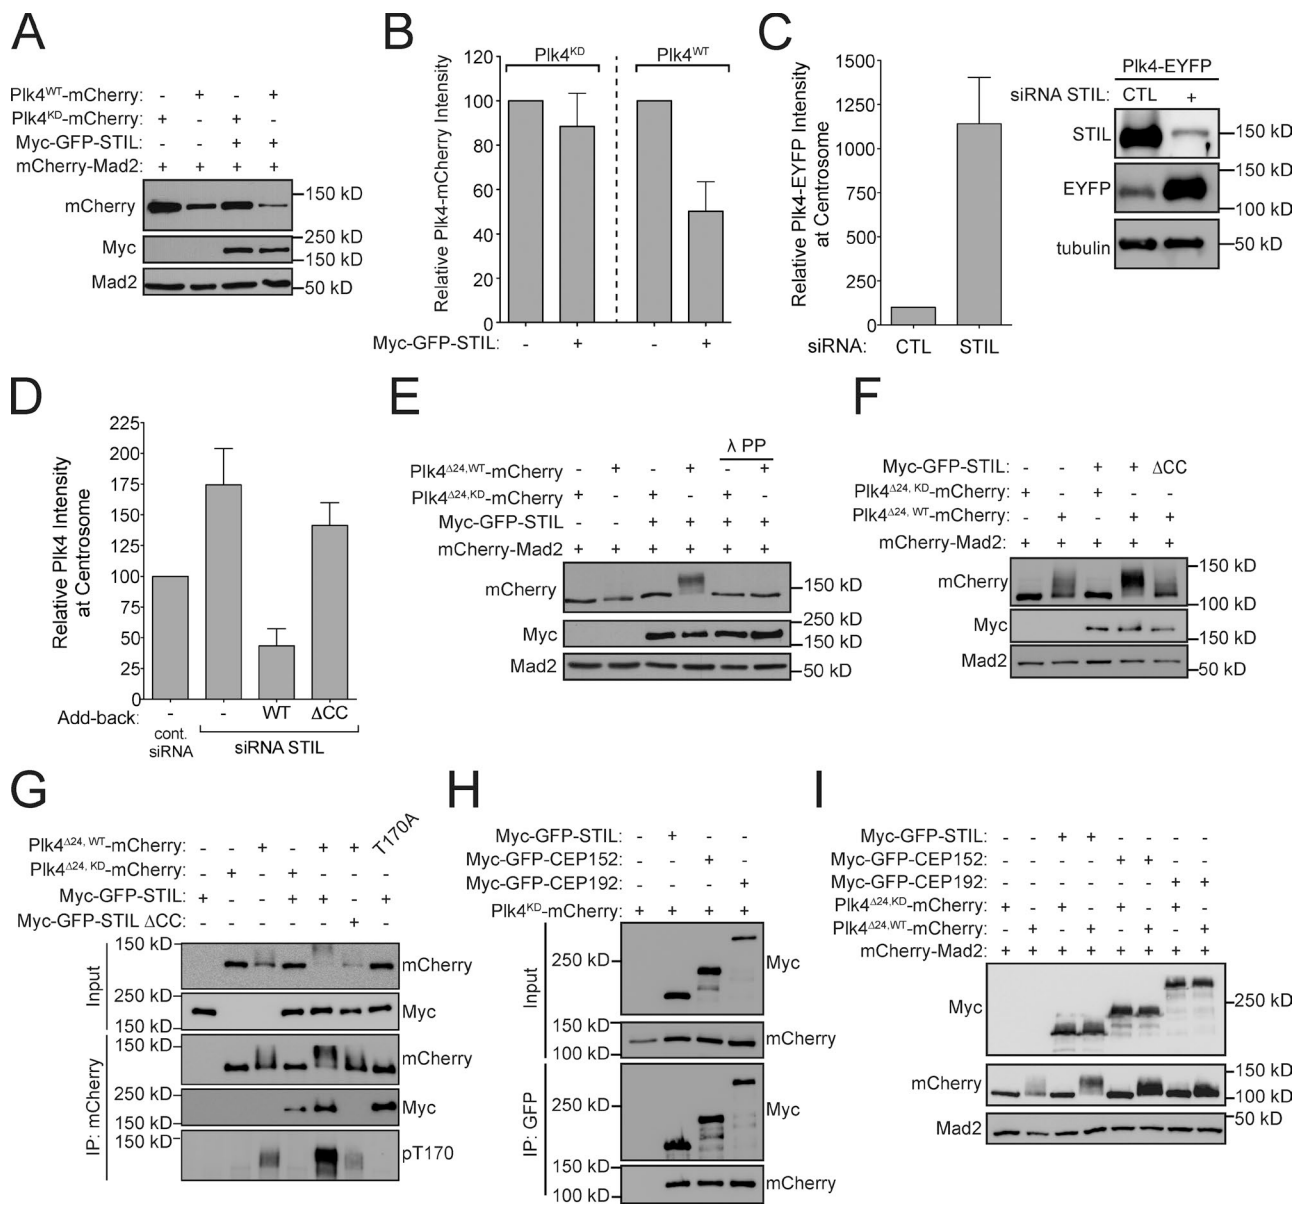 A
Plk4WT-mCherry: - + - +
Plk4KD-mCherry: + - + -
Myc-GFP-STIL: - - + +
mCherry-Mad2: + + + +
mCherry
150 kD
Myc
250 kD
150 kD
Mad2
50 kD
B
Relative Plk4-mCherry Intensity
120
100
80
60
40
20
0
Plk4KD
Plk4WT
Myc-GFP-STIL: - + - +
C
Relative Plk4-EYFP Intensity
at Centrosome
1500
1250
1000
750
500
250
0
siRNA: CTL STIL
Plk4-EYFP
siRNA STIL: CTL +
STIL
150 kD
EYFP
150 kD
100 kD
tubulin
50 kD
D
Relative Plk4 Intensity
at Centrosome
225
200
175
150
125
100
75
50
25
0
Add-back: - - WT ΔCC
cont.
siRNA
siRNA STIL
E
λ PP
Plk4Δ24,WT-mCherry: - + - + - +
Plk4Δ24,KD-mCherry: + - + - + -
Myc-GFP-STIL: - - + + + +
mCherry-Mad2: + + + + + +
mCherry
150 kD
Myc
250 kD
150 kD
Mad2
50 kD
F
Myc-GFP-STIL: - - + + ΔCC
Plk4Δ24, KD-mCherry: + - + - -
Plk4Δ24, WT-mCherry: - + - + +
mCherry-Mad2: + + + + +
mCherry
150 kD
100 kD
Myc
150 kD
Mad2
50 kD
G
Plk4Δ24, WT-mCherry: - - + - + + T170A
Plk4Δ24, KD-mCherry: - + - + - - -
Myc-GFP-STIL: + - - + + - +
Myc-GFP-STIL ΔCC: - - - - - + -
Input
150 kD
mCherry
250 kD
Myc
150 kD
IP: mCherry
150 kD
mCherry
250 kD
Myc
150 kD
150 kD
pT170
H
Myc-GFP-STIL: - + - -
Myc-GFP-CEP152: - - + -
Myc-GFP-CEP192: - - - +
Plk4KD-mCherry: + + + +
Input
250 kD
Myc
150 kD
mCherry
100 kD
IP: GFP
250 kD
Myc
150 kD
mCherry
100 kD
I
Myc-GFP-STIL: - - + + - - - -
Myc-GFP-CEP152: - - - - + + - -
Myc-GFP-CEP192: - - - - - - + +
Plk4Δ24,KD-mCherry: + - + - + - + -
Plk4Δ24,WT-mCherry: - + - + - + - +
mCherry-Mad2: + + + + + + + +
Myc
250 kD
mCherry
150 kD
100 kD
50 kD
Mad2